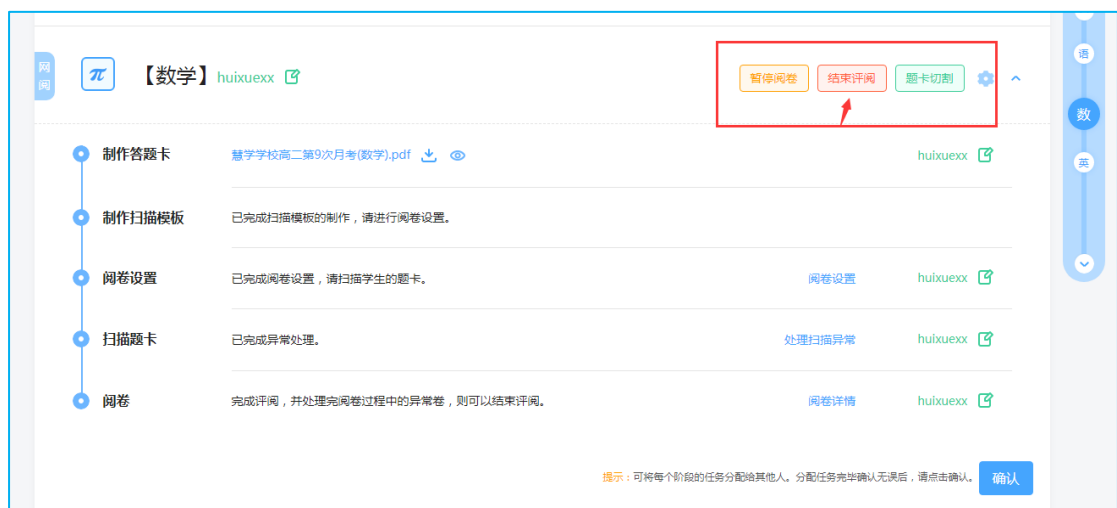 网阅
π
【数学】 huixuexx
暂停阅卷
结束评阅
题卡切割
语
数
英
制作答题卡
慧学学校高二第9次月考(数学).pdf
huixuexx
制作扫描模板
已完成扫描模板的制作，请进行阅卷设置。
阅卷设置
已完成阅卷设置，请扫描学生的题卡。
阅卷设置
huixuexx
扫描题卡
已完成异常处理。
处理扫描异常
huixuexx
阅卷
完成评阅，并处理完阅卷过程中的异常卷，则可以结束评阅。
阅卷详情
huixuexx
提示：可将每个阶段的任务分配给其他人。分配任务完毕确认无误后，请点击确认。
确认